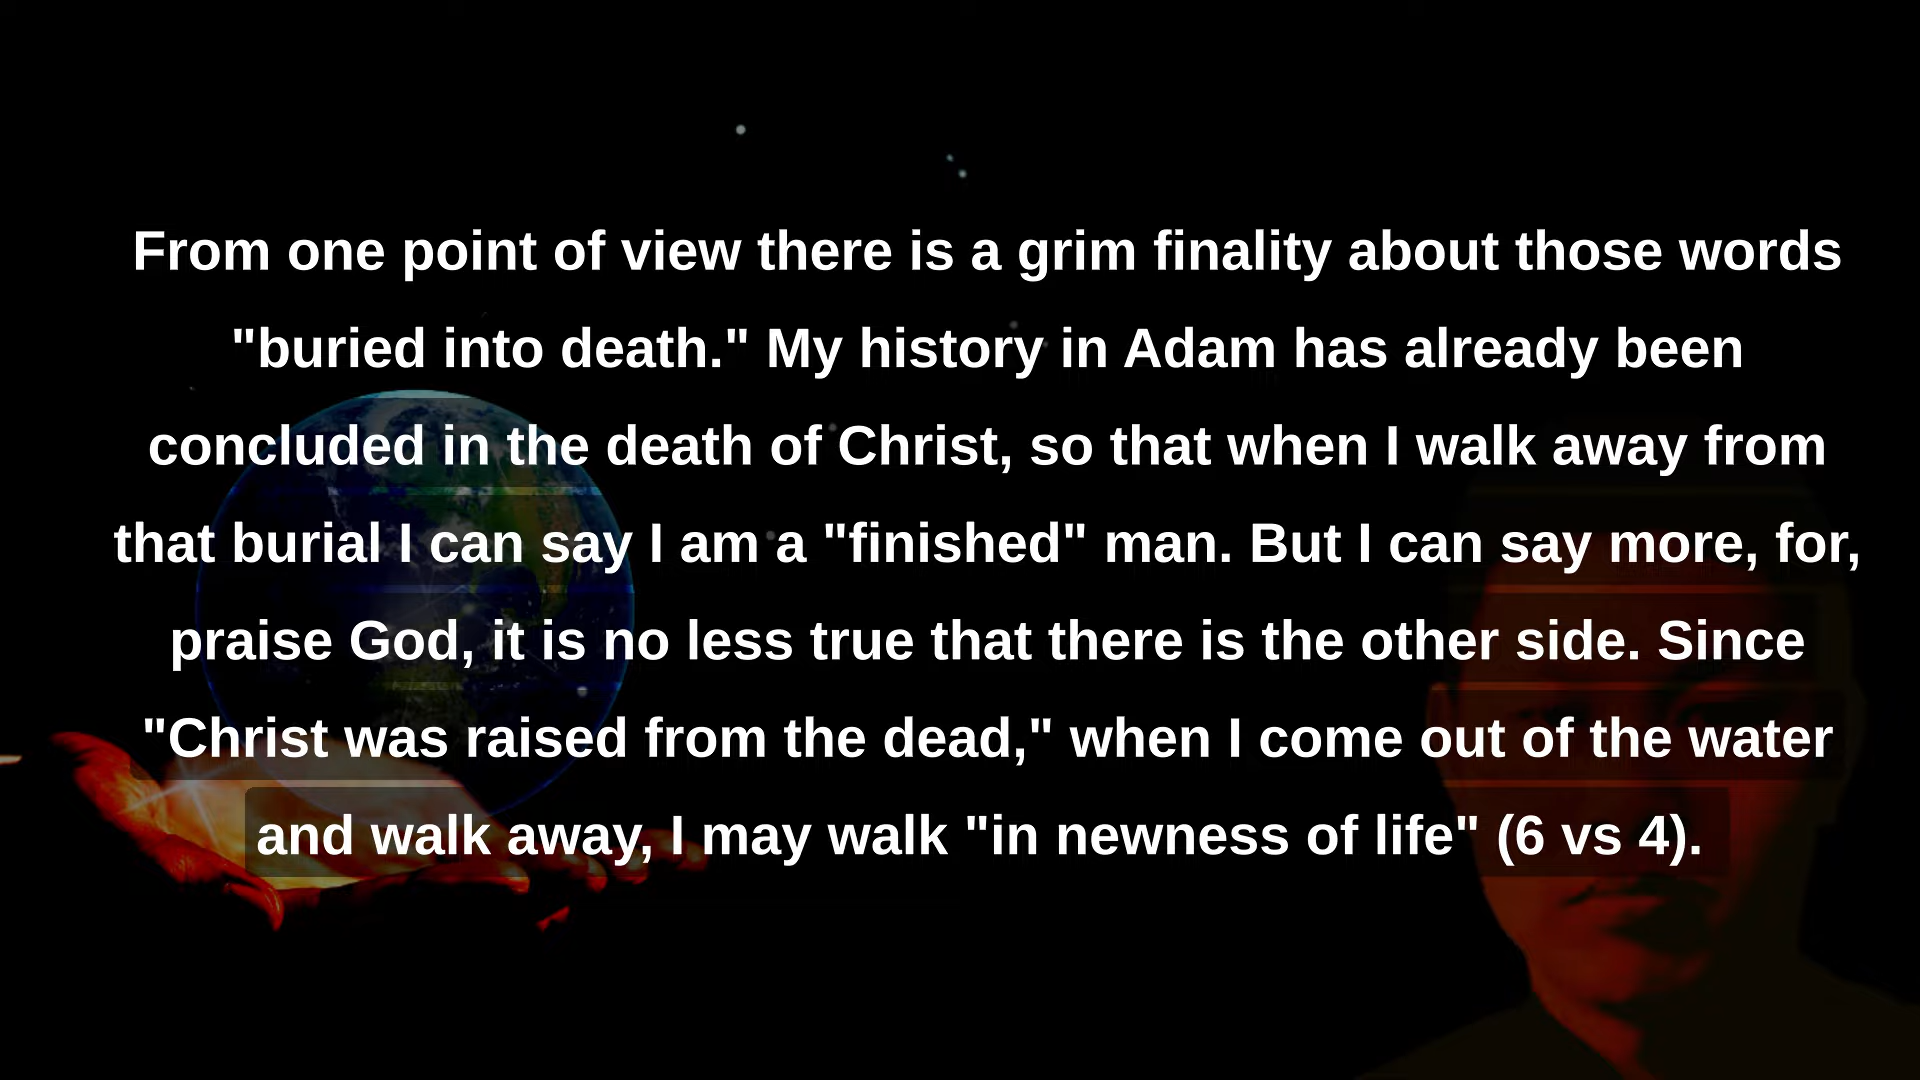 From one point of view there is a grim finality about those words
"buried into death." My history in Adam has already been
concluded in the death of Christ, so that when I walk away from
that burial I can say I am a "finished" man. But I can say more, for,
praise God, it is no less true that there is the other side. Since
"Christ was raised from the dead," when I come out of the water
and walk away, I may walk "in newness of life" (6 vs 4).